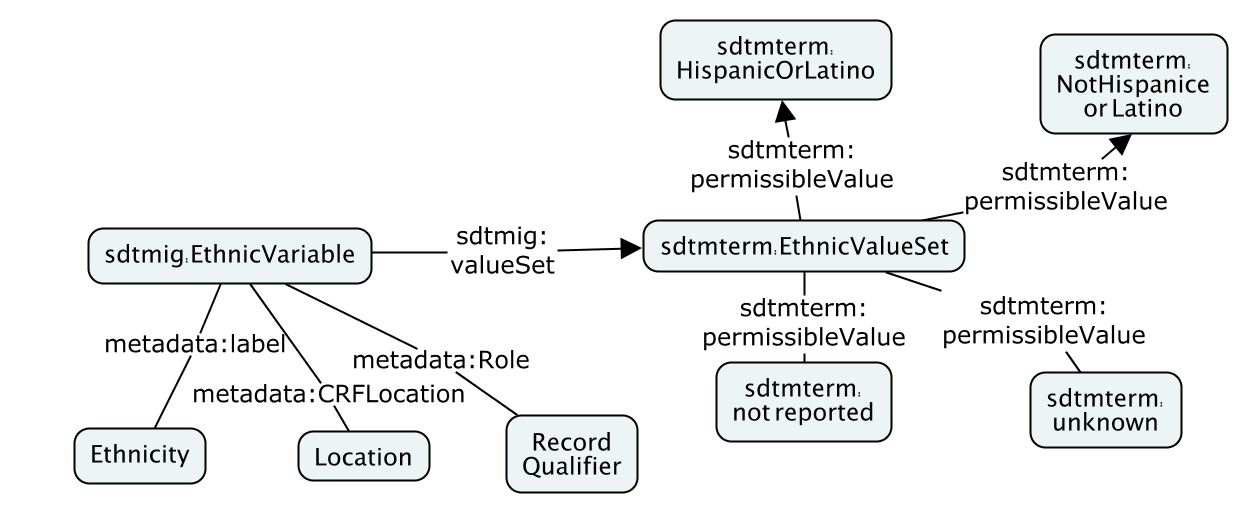 sdtmterm:
HispanicOrLatino
sdtmterm:
NotHispanice
or Latino
sdtmterm:
permissibleValue
sdtmterm:
permissibleValue
sdtmig:EthnicVariable
sdtmig:
valueSet
sdtmterm:EthnicValueSet
sdtmterm:
permissibleValue
sdtmterm:
permissibleValue
metadata:label
metadata:Role
metadata:CRFLocation
sdtmterm:
not reported
sdtmterm:
unknown
Ethnicity
Location
Record
Qualifier